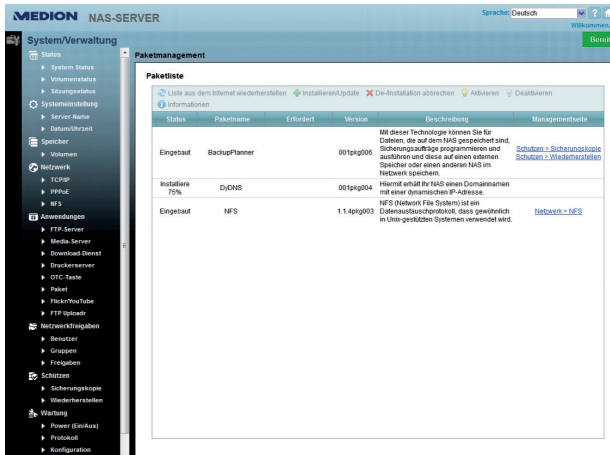 MEDION NAS-SERVER
Sprache: Deutsch
Willkommen,
System/Verwaltung
Bereit
Status
System Status
Volumenstatus
Sitzungsstatus
Systemeinstellung
Server-Name
Datum/Uhrzeit
Speicher
Volumen
Netzwerk
TCP/IP
PPPoE
NFS
Anwendungen
FTP-Server
Media-Server
Download-Dienst
Druckerserver
OTC-Taste
Paket
Flickr/YouTube
FTP Uploadr
Netzwerkfreigaben
Benutzer
Gruppen
Freigaben
Schützen
Sicherungskopie
Wiederherstellen
Wartung
Power (Ein/Aus)
Protokoll
Konfiguration
Paketmanagement
Paketliste
Liste aus dem Internet wiederherstellen Installieren/Update De-Installation abbrechen Aktivieren Deaktivieren
Informationen
Status Paketname Erfordert Version Beschreibung Managementseite
Eingebaut BackupPlanner 001pkg006
Mit dieser Technologie können Sie für
Dateien, die auf dem NAS gespeichert sind,
Sicherungsaufträge programmieren und
ausführen und diese auf einen externen
Speicher oder einen anderen NAS im
Netzwerk speichern.
Schutzen > Sicherungskopie
Schutzen > Wiederherstellen
Installiere
75%
DyDNS 001pkg004
Hiermit erhält Ihr NAS einen Domainnamen
mit einer dynamischen IP-Adresse.
Eingebaut NFS 1.1.4pkg003
NFS (Network File System) ist ein
Datenaustauschprotokoll, dass gewöhnlich
in Unix-gestützten Systemen verwendet wird.
Netzwerk > NFS